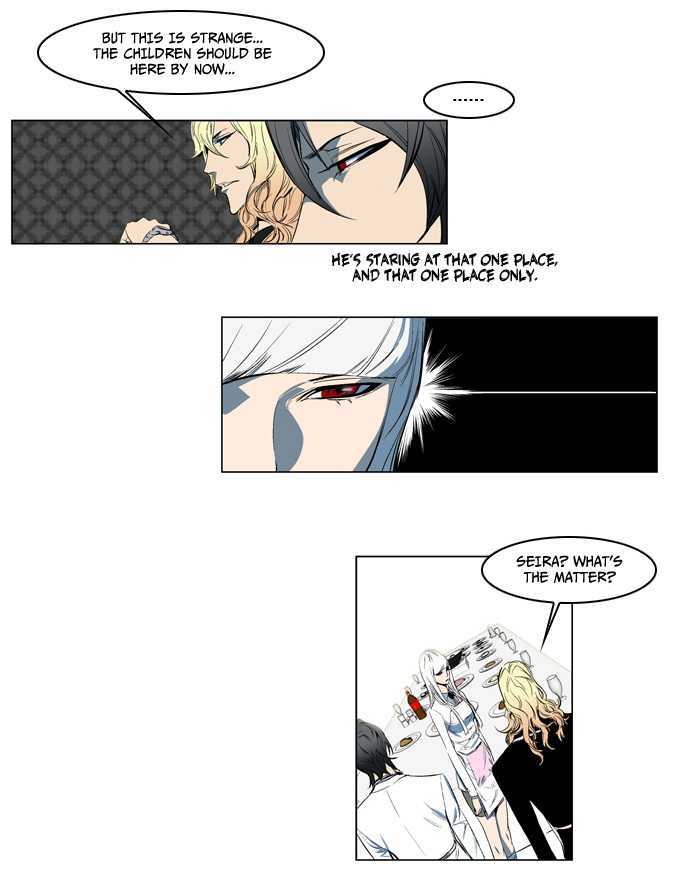 BUT THIS IS STRANGE...
THE CHILDREN SHOULD BE
HERE BY NOW...
......
HE'S STARING AT THAT ONE PLACE,
AND THAT ONE PLACE ONLY.
SEIRA? WHAT'S
THE MATTER?